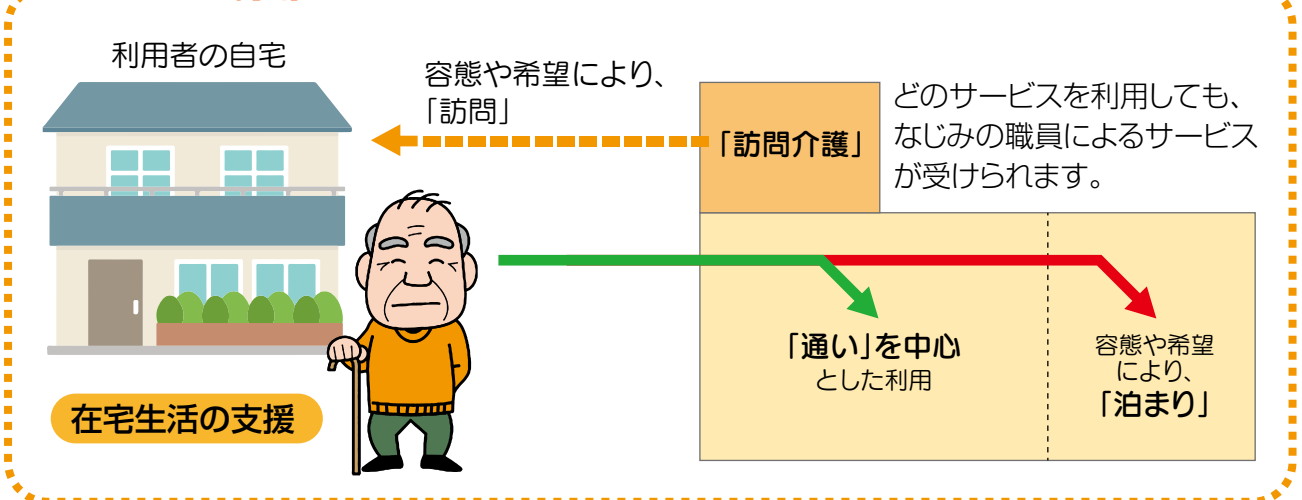 利用者の自宅
容態や希望により、
「訪問」
「訪問介護」
どのサービスを利用しても、
なじみの職員によるサービス
が受けられます。
「通い」を中心
とした利用
容態や希望
により、
「泊まり」
在宅生活の支援